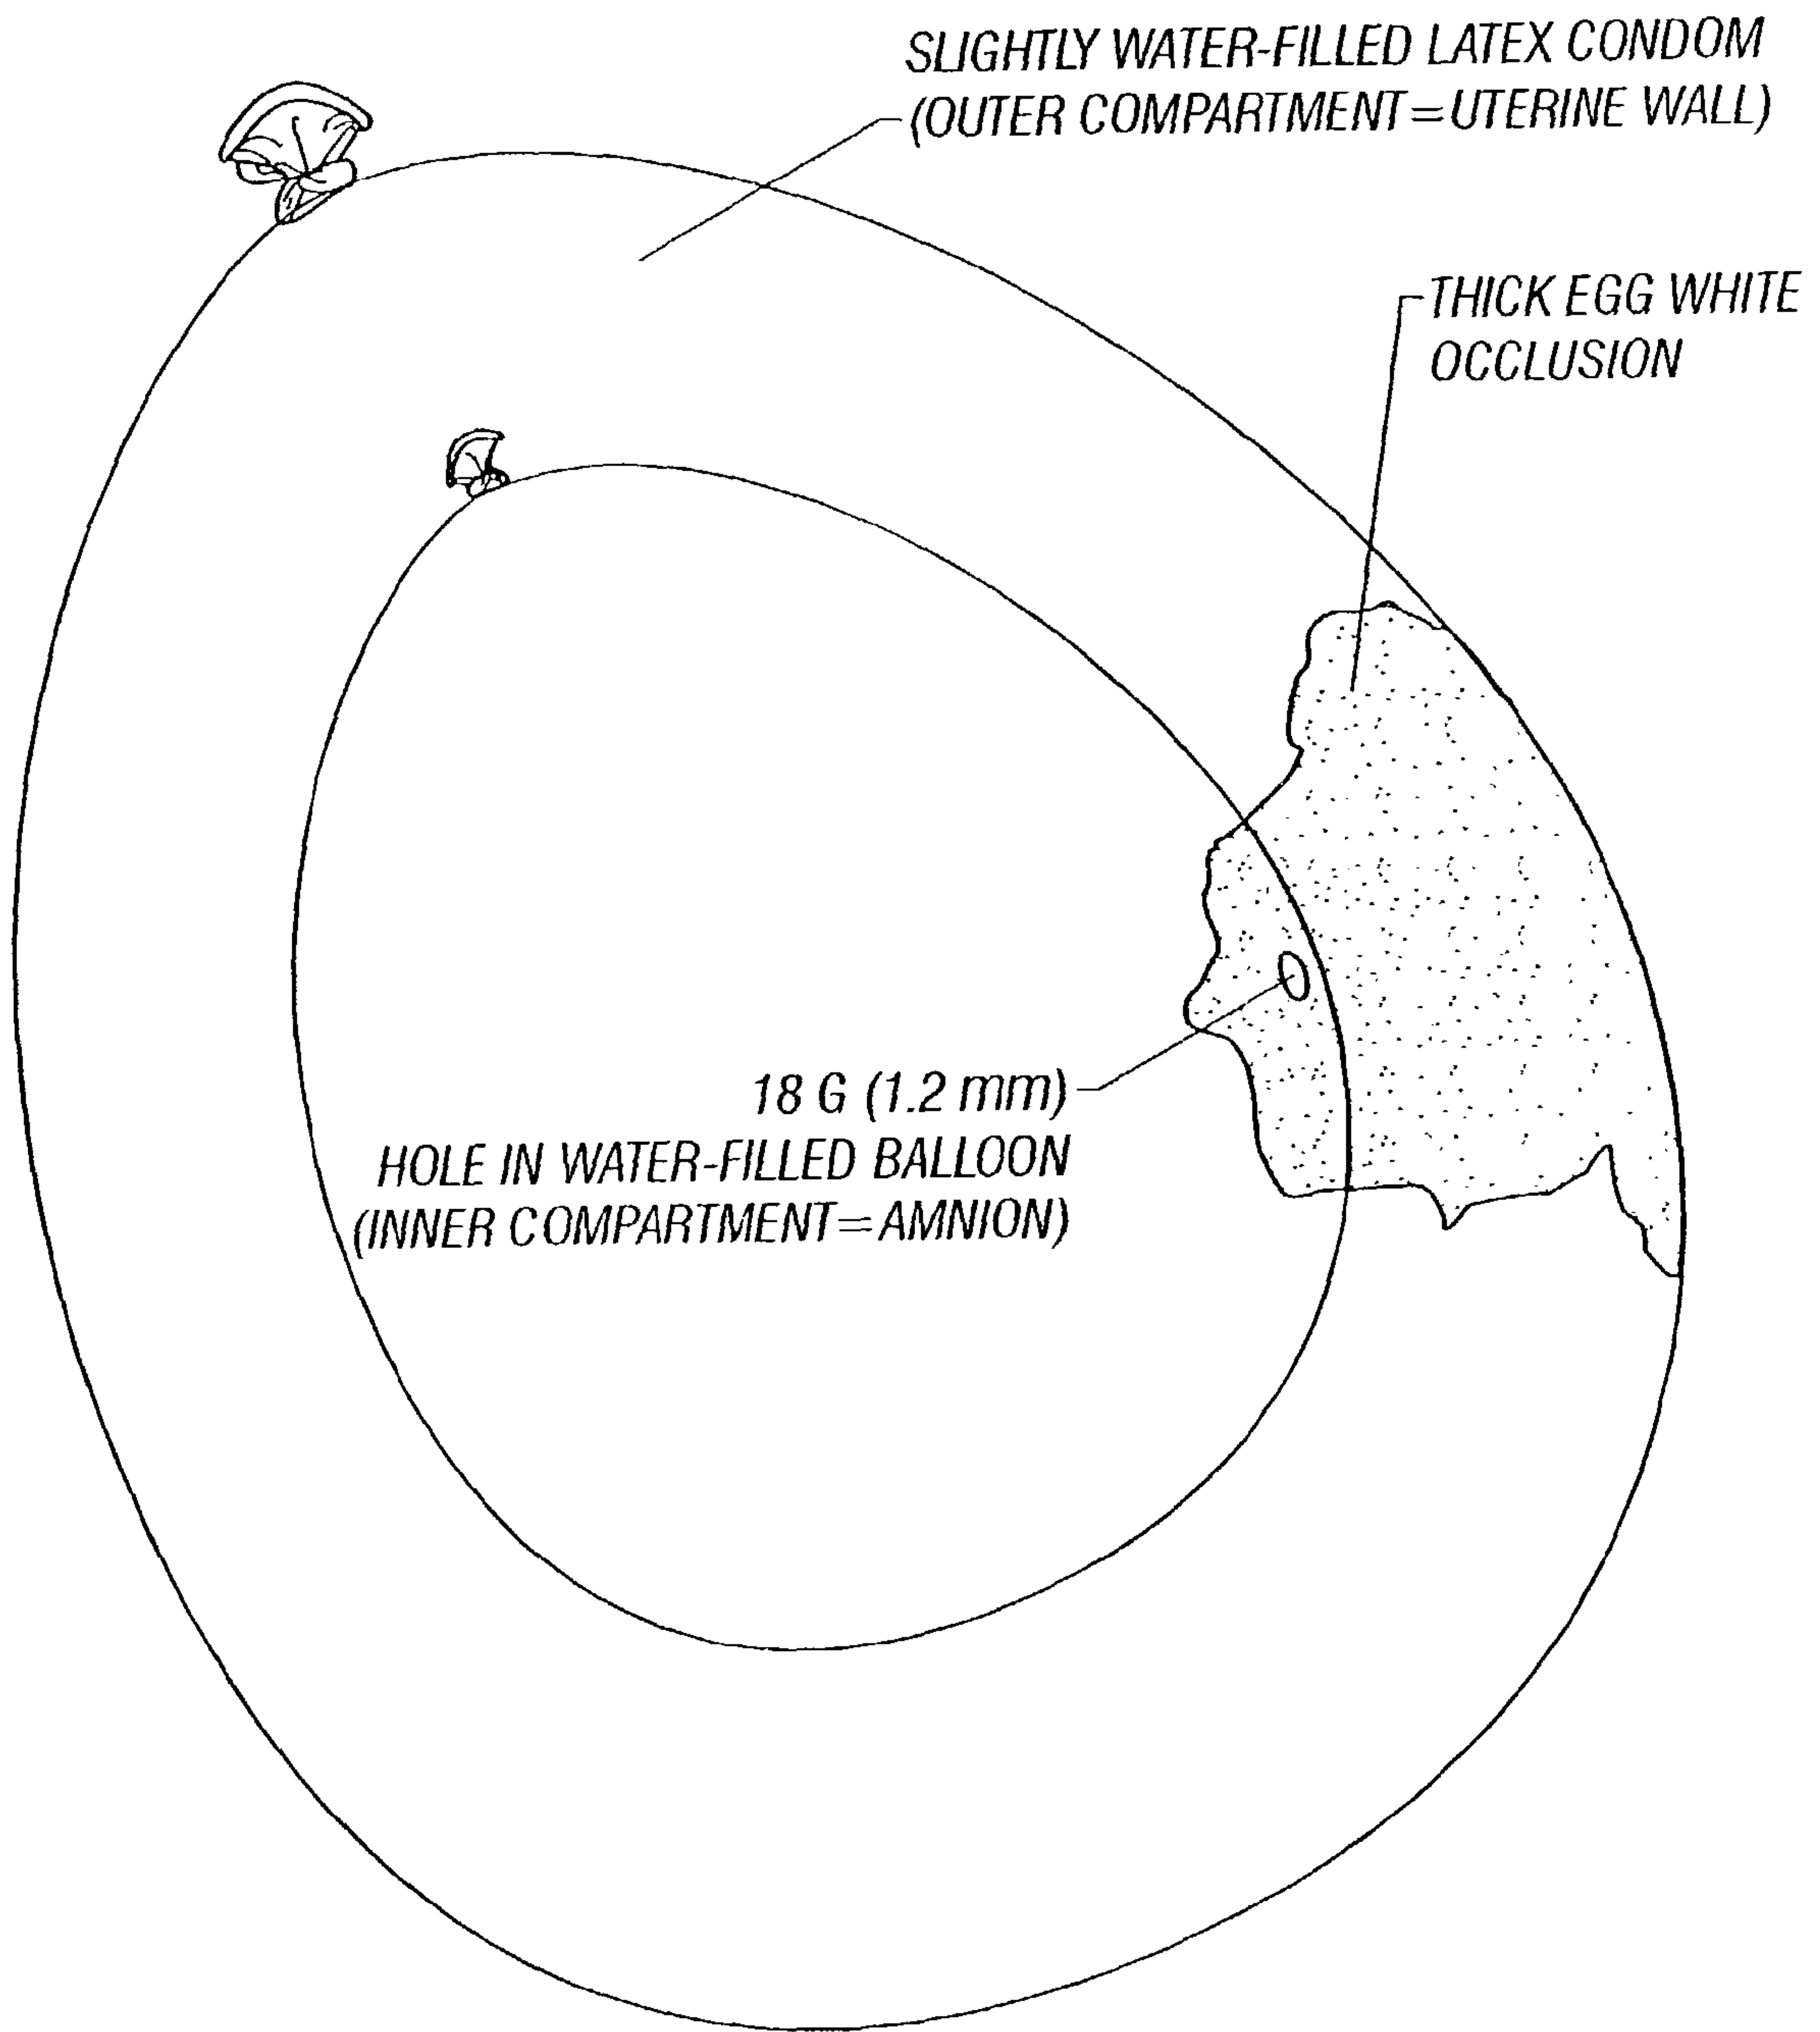 SLIGHTLY WATER-FILLED LATEX CONDOM
(OUTER COMPARTMENT=UTERINE WALL)
THICK EGG WHITE
OCCLUSION
18 G (1.2 mm)
HOLE IN WATER-FILLED BALLOON
(INNER COMPARTMENT=AMNION)